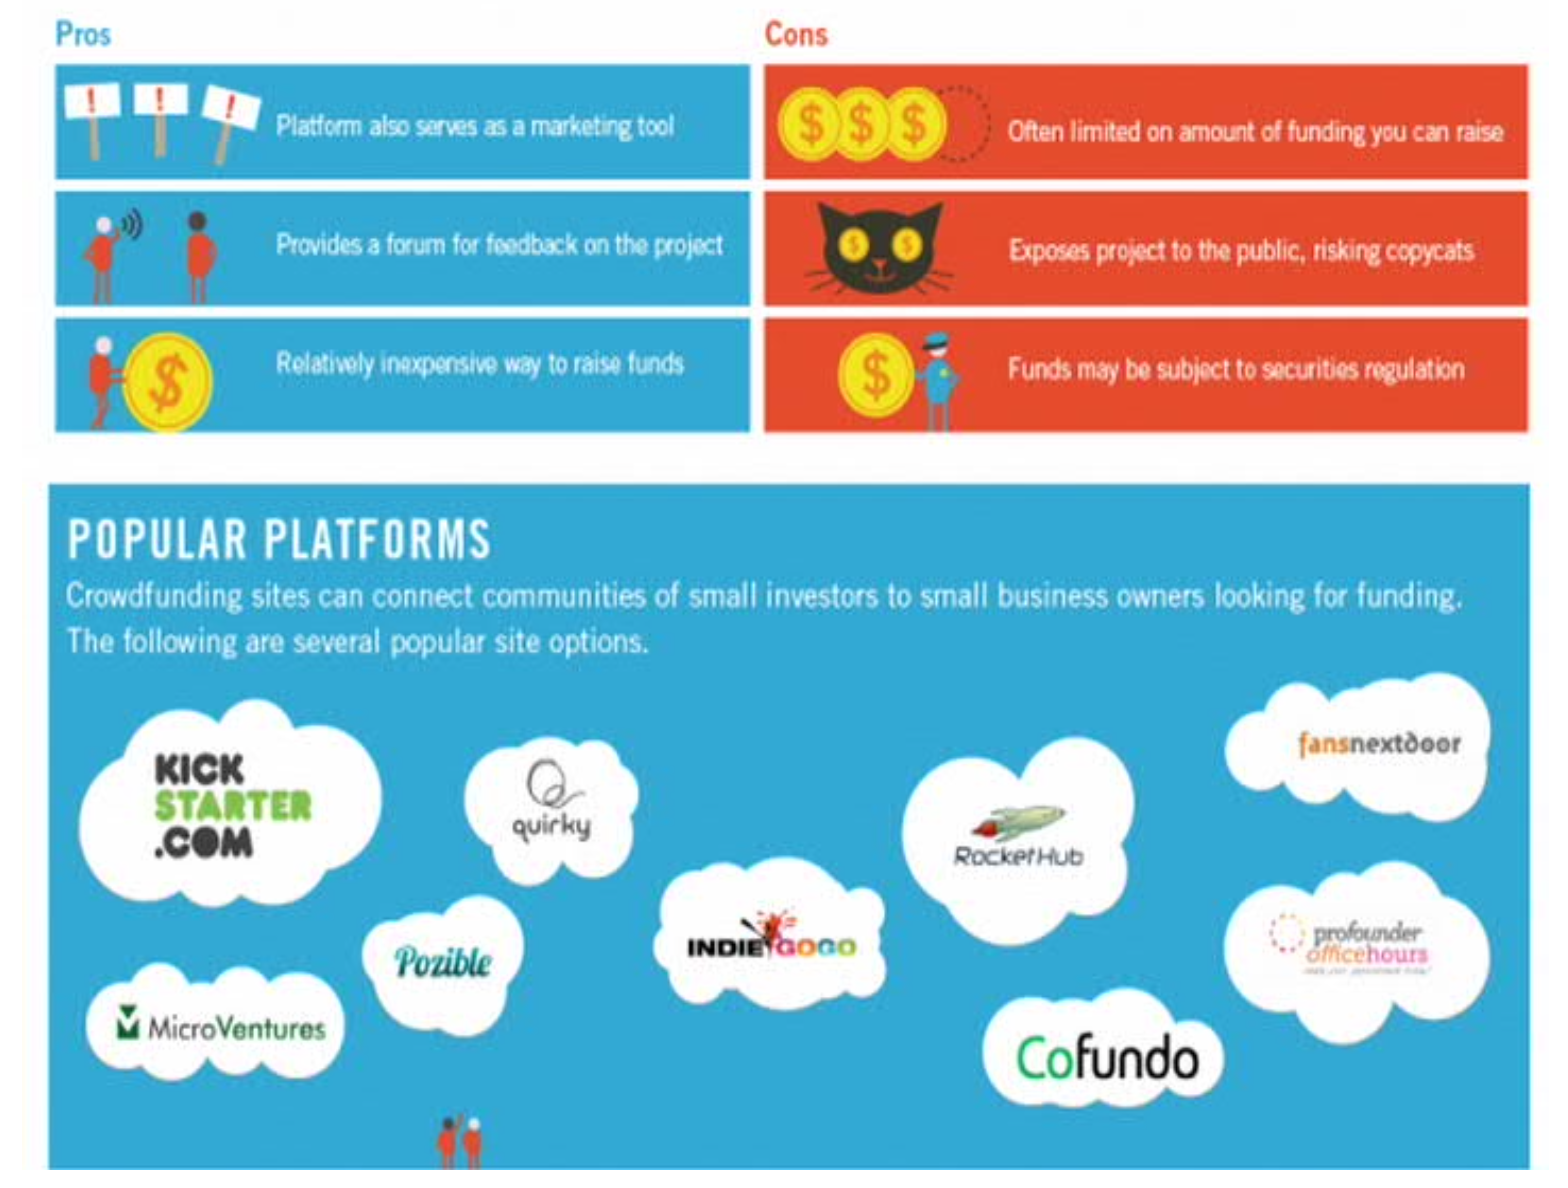 Pros
Cons
! ! !
Platform also serves as a marketing tool
$ $ $
Often limited on amount of funding you can raise
Provides a forum for feedback on the project
$ $
Exposes project to the public, risking copycats
$
Relatively inexpensive way to raise funds
$
Funds may be subject to securities regulation
POPULAR PLATFORMS
Crowdfunding sites can connect communities of small investors to small business owners looking for funding.
The following are several popular site options.
KICK
STARTER
.COM
quirky
RocketHub
fansnextdoor
Pozible
INDIEGOGO
profounder
officehours
MicroVentures
Cofundo